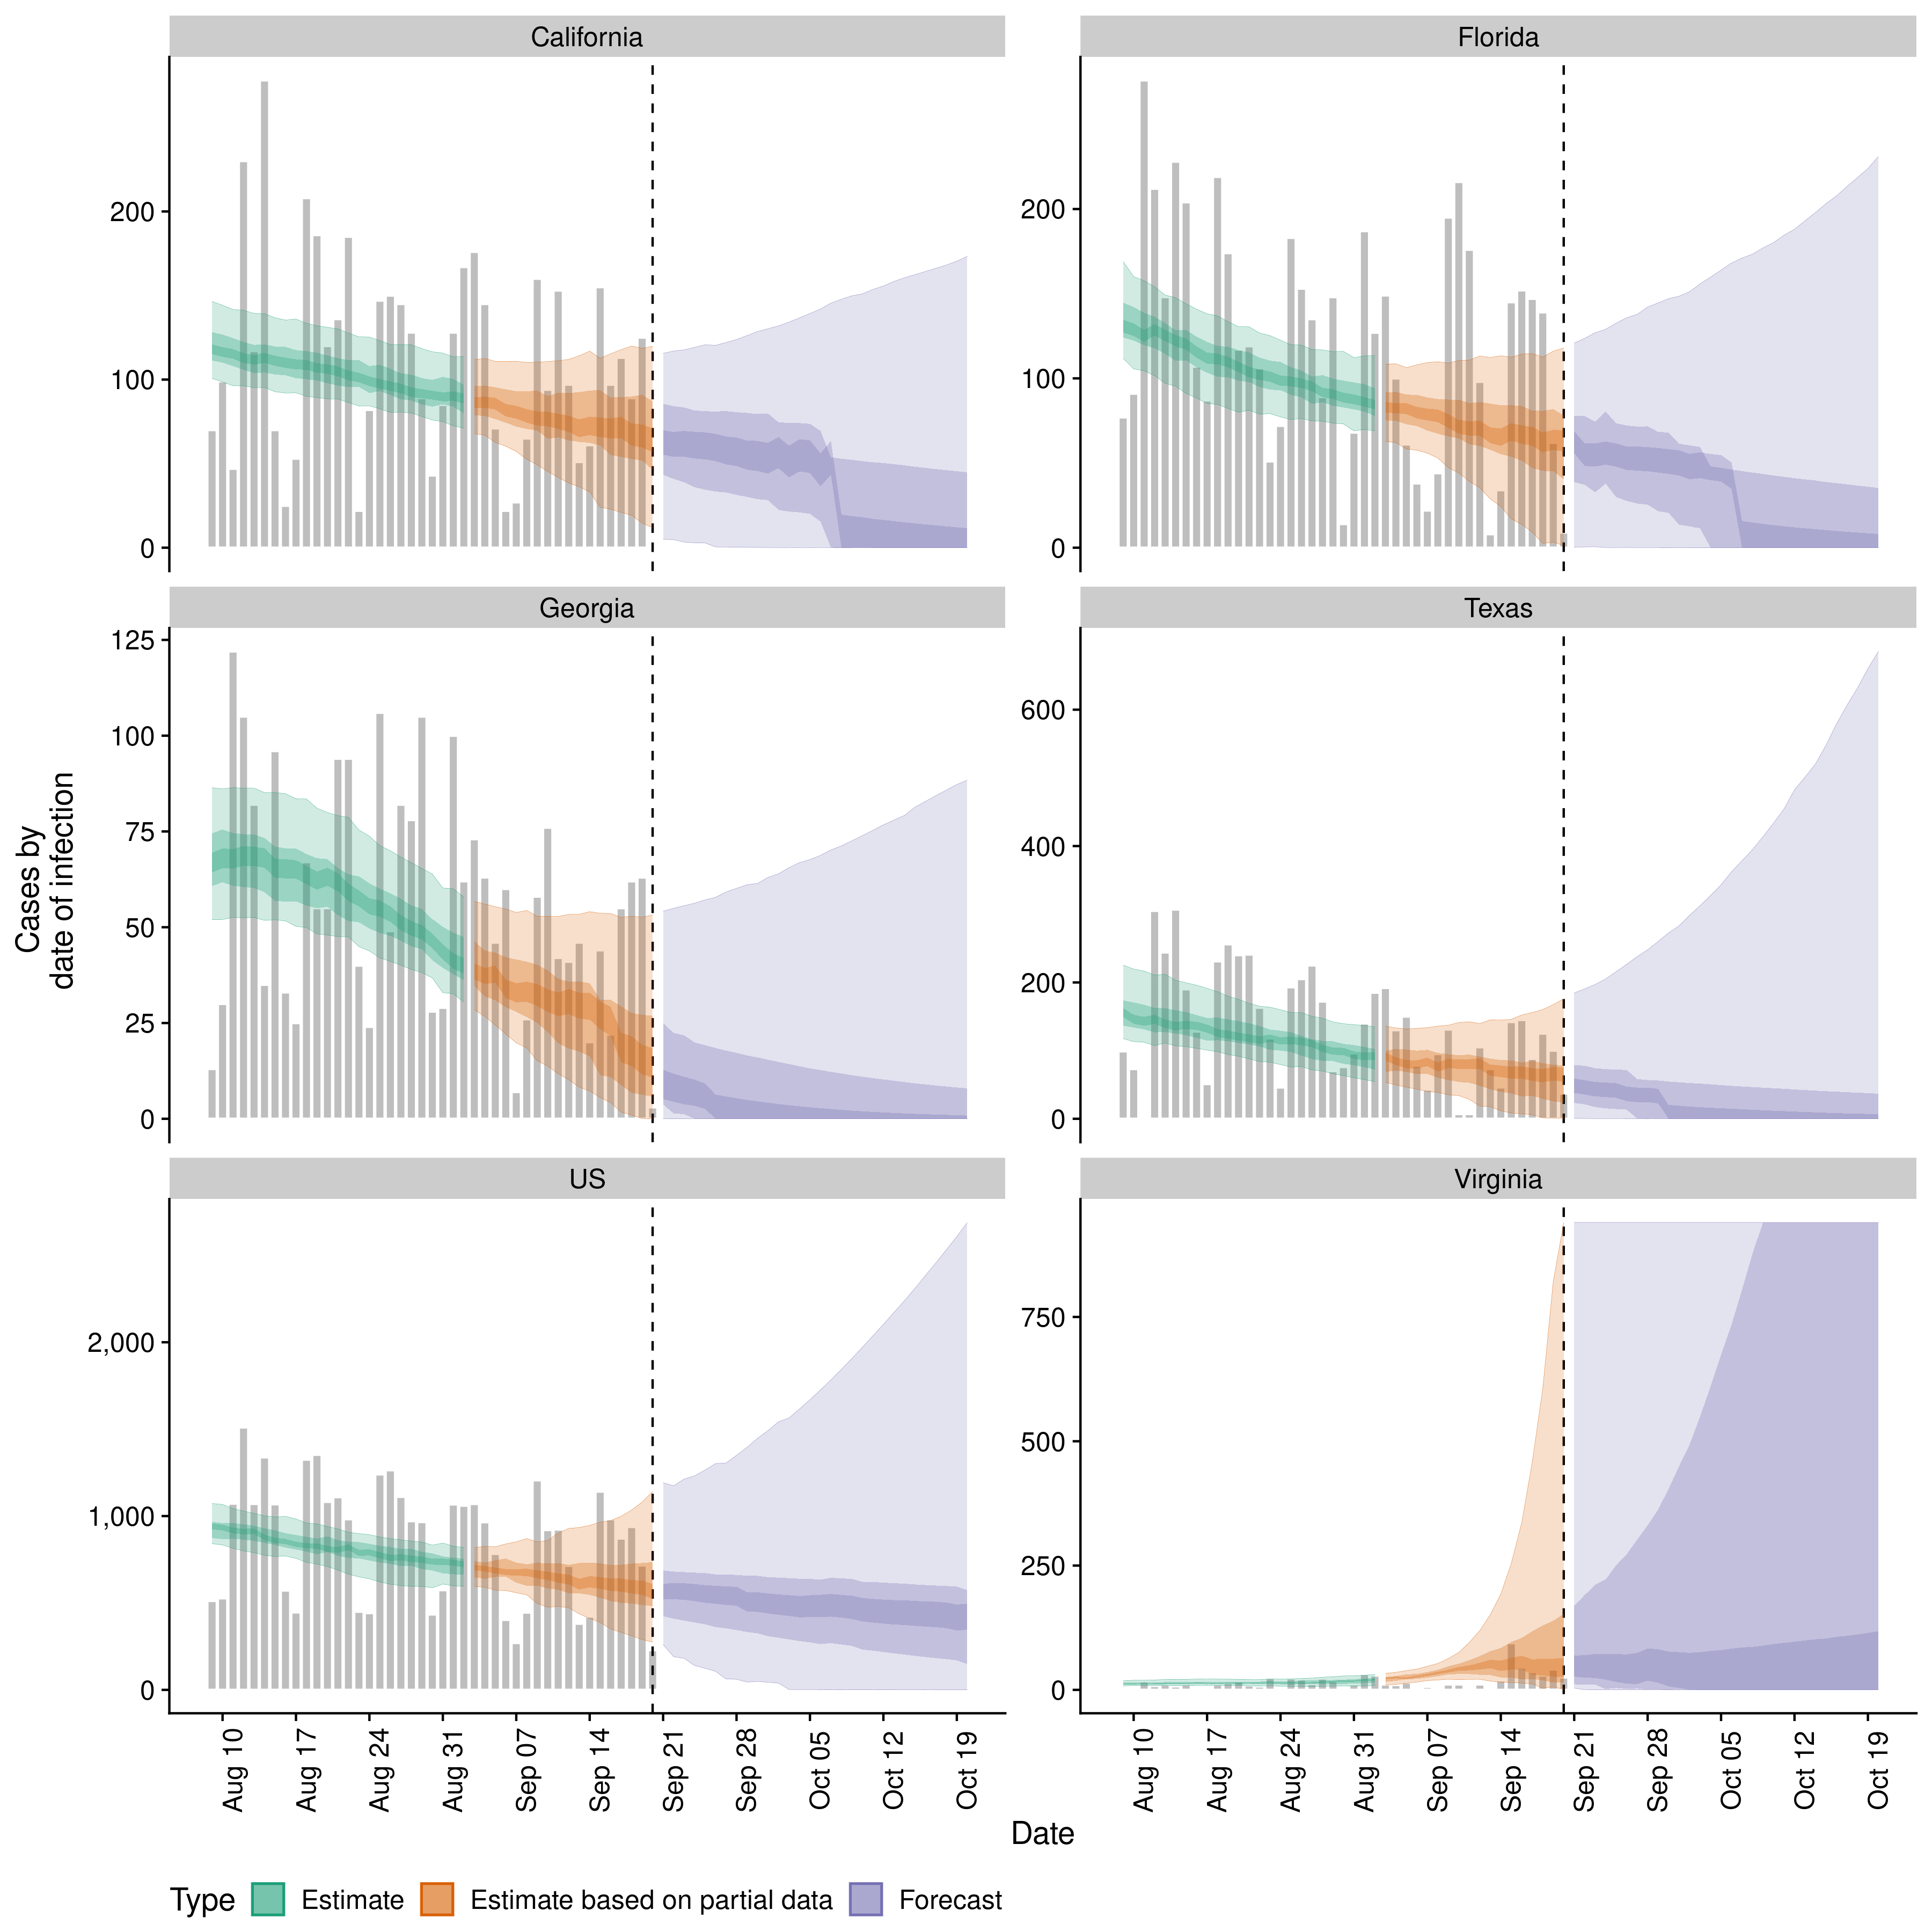 California
Florida
200
100
0
200
100
0
Georgia
Texas
125
100
75
50
25
0
600
400
200
0
US
Virginia
2,000
1,000
0
750
500
250
0
Cases by
date of infection
Aug 10
Aug 17
Aug 24
Aug 31
Sep 07
Sep 14
Sep 21
Sep 28
Oct 05
Oct 12
Oct 19
Aug 10
Aug 17
Aug 24
Aug 31
Sep 07
Sep 14
Sep 21
Sep 28
Oct 05
Oct 12
Oct 19
Date
Type Estimate Estimate based on partial data Forecast